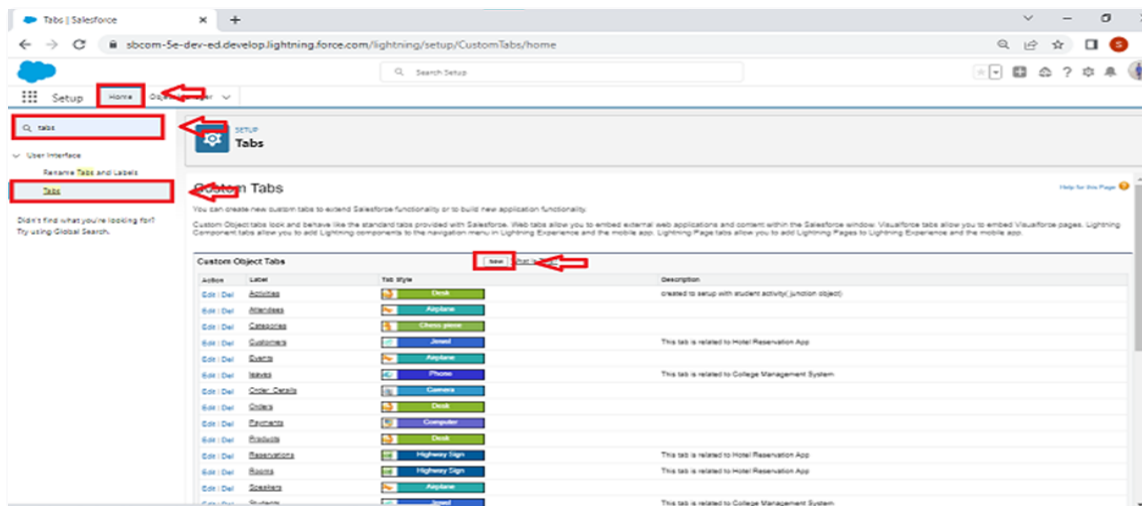 Tabs | Salesforce
sbcom-5e-dev-ed.develop.lightning.force.com/lightning/setup/CustomTabs/home
S
Search Setup
Setup
Home
tabs
SETUP
Tabs
User Interface
Rename Tabs and Labels
Tabs
Didn't find what you're looking for?
Try using Global Search.
Custom Tabs
Help for this Page
You can create new custom tabs to extend Salesforce functionality or to build new application functionality.
Custom Object tabs look and behave like the standard tabs provided with Salesforce. Web tabs allow you to embed external web applications and content within the Salesforce window. Visualforce tabs allow you to embed Visualforce pages. Lightning
Component tabs allow you to add Lightning components to the navigation menu in Lightning Experience and the mobile app. Lightning Page tabs allow you to add Lightning Pages to Lightning Experience and the mobile app.
Custom Object Tabs New What Is This?
Action Label Tab Style Description
Edit | Del Activities Desk created to setup with student activity( junction object)
Edit | Del Attendees Airplane
Edit | Del Categories Chess piece
Edit | Del Customers Jewel This tab is related to Hotel Reservation App
Edit | Del Events Airplane
Edit | Del leaves Phone This tab is related to College Management System
Edit | Del Order Details Camera
Edit | Del Orders Desk
Edit | Del Payments Computer
Edit | Del Products Desk
Edit | Del Reservations Highway Sign This tab is related to Hotel Reservation App
Edit | Del Rooms Highway Sign This tab is related to Hotel Reservation App
Edit | Del Speakers Airplane
Edit | Del Students Jewel This tab is related to College Management System